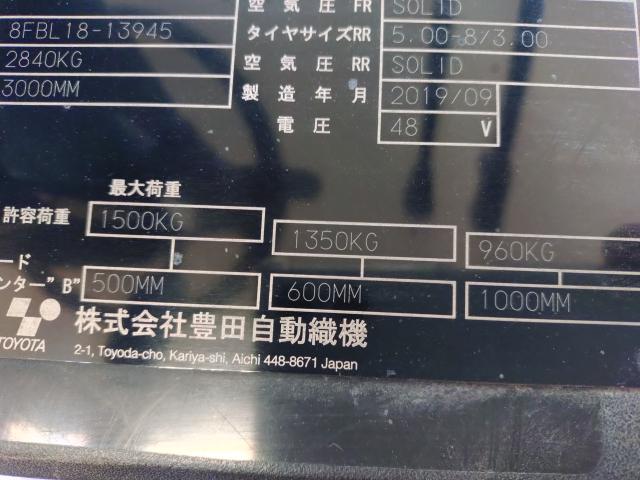 空気圧 FR SOLID
8FBL18-13945 タイヤサイズRR 5.00-8/3.00
2840KG 空気圧 RR SOLID
3000MM 製造年月 2019/09
電圧 48 V
最大荷重
許容荷重 1500KG 1350KG 960KG
ード
ンター"B" 500MM 600MM 1000MM
株式会社豊田自動織機
TOYOTA 2-1, Toyoda-cho, Kariya-shi, Aichi 448-8671 Japan